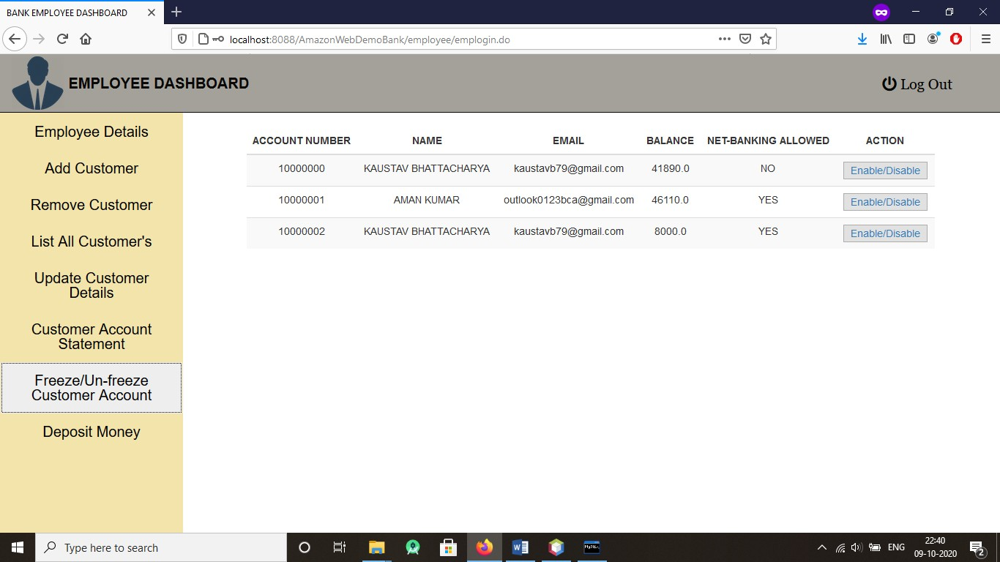 BANK EMPLOYEE DASHBOARD
localhost:8088/AmazonWebDemoBank/employee/emplogin.do
EMPLOYEE DASHBOARD
Log Out
Employee Details
Add Customer
Remove Customer
List All Customer's
Update Customer
Details
Customer Account
Statement
Freeze/Un-freeze
Customer Account
Deposit Money
ACCOUNT NUMBER NAME EMAIL BALANCE NET-BANKING ALLOWED ACTION
10000000 KAUSTAV BHATTACHARYA kaustavb79@gmail.com 41890.0 NO Enable/Disable
10000001 AMAN KUMAR outlook0123bca@gmail.com 46110.0 YES Enable/Disable
10000002 KAUSTAV BHATTACHARYA kaustavb79@gmail.com 8000.0 YES Enable/Disable
Type here to search
MySQL
ENG
22:40
09-10-2020
2